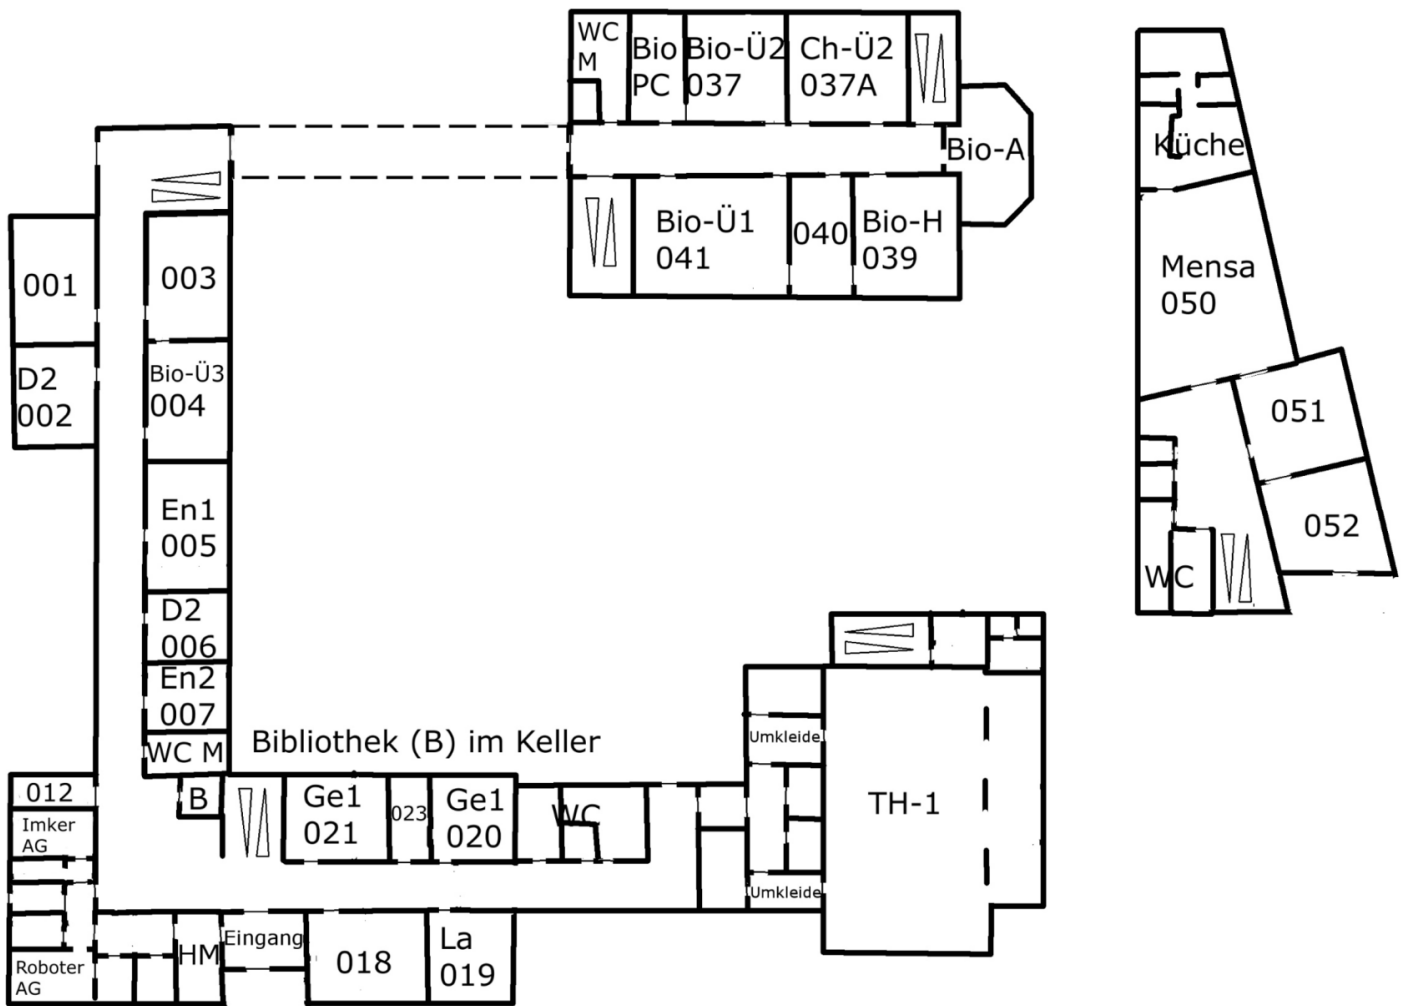 WC
M
Bio
PC
Bio-Ü2
037
Ch-Ü2
037A
Bio-A
Bio-Ü1
041
040
Bio-H
039
Küche
Mensa
050
051
052
WC
001
D2
002
003
Bio-Ü3
004
En1
005
D2
006
En2
007
WC M
Bibliothek (B) im Keller
B
012
Imker
AG
Roboter
AG
HM
Eingang
Ge1
021
023
Ge1
020
WC
018
La
019
Umkleide
Umkleide
TH-1